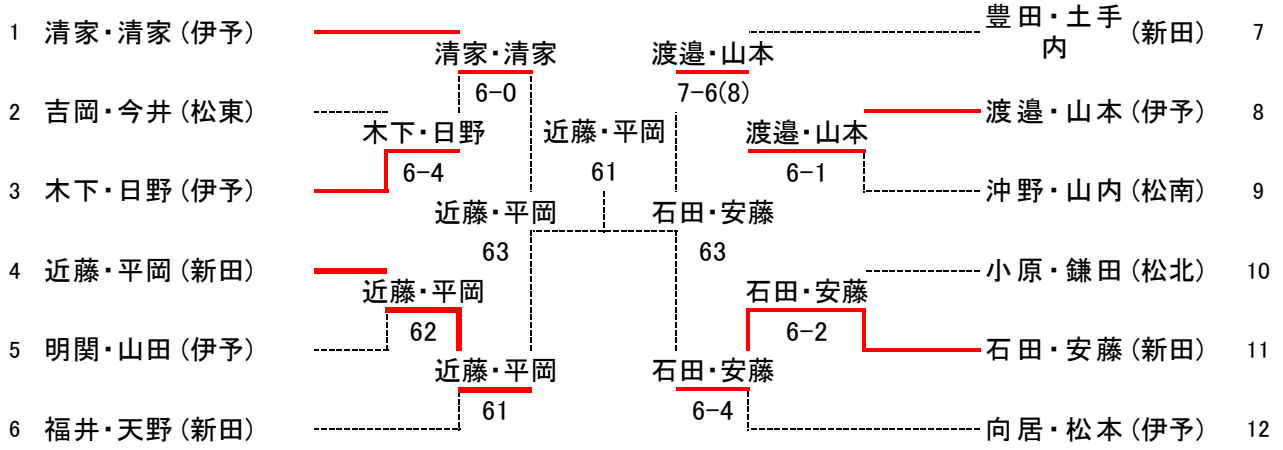 1 清家・清家 (伊予)
豊田・土手内 (新田) 7
清家・清家
渡邉・山本
6-0
7-6(8)
2 吉岡・今井 (松東)
渡邉・山本 (伊予) 8
木下・日野
近藤・平岡
渡邉・山本
6-4
61
6-1
3 木下・日野 (伊予)
沖野・山内 (松南) 9
近藤・平岡
石田・安藤
63
63
4 近藤・平岡 (新田)
小原・鎌田 (松北) 10
近藤・平岡
石田・安藤
62
6-2
5 明関・山田 (伊予)
石田・安藤 (新田) 11
近藤・平岡
石田・安藤
61
6-4
6 福井・天野 (新田)
向居・松本 (伊予) 12